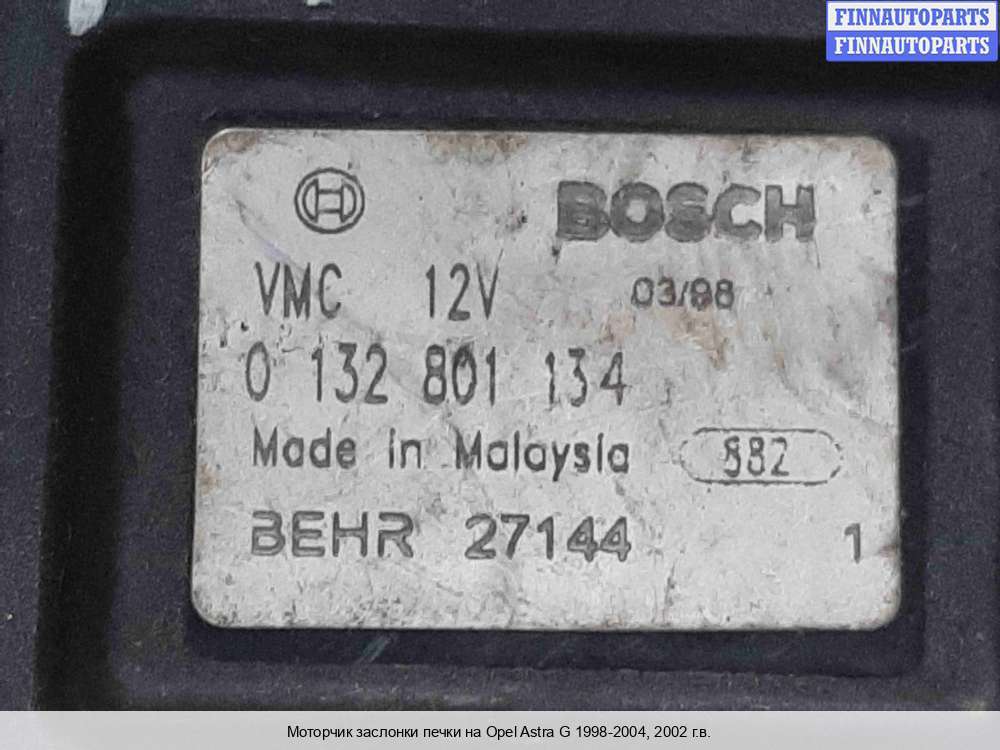 FINNAUTOPARTS
FINNAUTOPARTS
BOSCH
VMC 12V 03/98
0 132 801 134
Made in Malaysia 882
BEHR 27144 1
Моторчик заслонки печки на Opel Astra G 1998-2004, 2002 г.в.